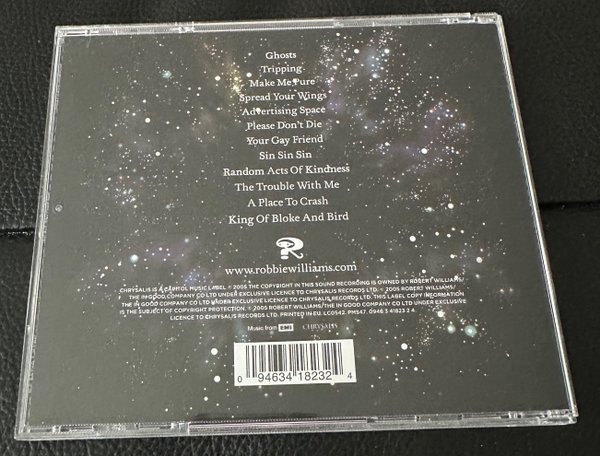 Ghosts
Tripping
Make Me Pure
Spread Your Wings
Advertising Space
Please Don't Die
Your Gay Friend
Sin Sin Sin
Random Acts Of Kindness
The Trouble With Me
A Place To Crash
King Of Bloke And Bird
R
www.robbiewilliams.com
CHRYSALIS IS A CAPITOL MUSIC LABEL ℗ 2005 THE COPYRIGHT IN THIS SOUND RECORDING IS OWNED BY ROBERT WILLIAMS/
THE IN GOOD COMPANY CO LTD UNDER EXCLUSIVE LICENCE TO CHRYSALIS RECORDS LTD. © 2005 ROBERT WILLIAMS/
THE IN GOOD COMPANY CO LTD UNDER EXCLUSIVE LICENCE TO CHRYSALIS RECORDS LTD. THIS LABEL COPY INFORMATION
IS THE SUBJECT OF COPYRIGHT PROTECTION. © 2005 ROBERT WILLIAMS/THE IN GOOD COMPANY CO LTD UNDER EXCLUSIVE
LICENCE TO CHRYSALIS RECORDS LTD. PRINTED IN EU. LC0542. PM547. 0946 3 41823 2 4
Music from EMI CHRYSALIS
0 94634 18232 4